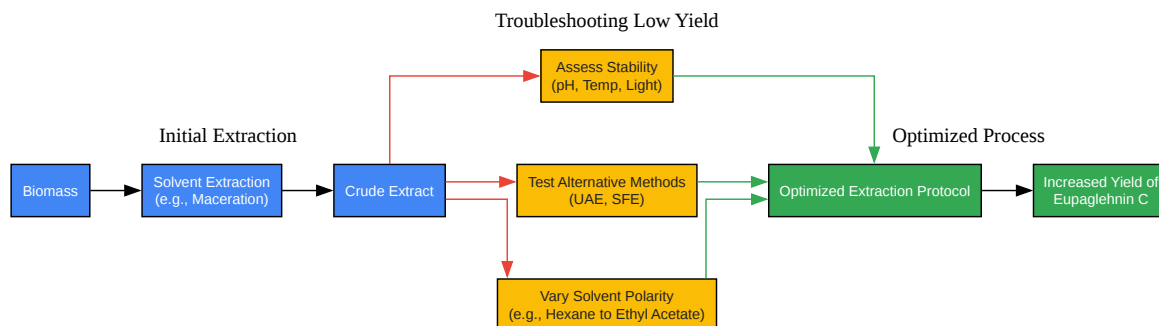 Troubleshooting Low Yield
Assess Stability
(pH, Temp, Light)
Initial Extraction
Optimized Process
Biomass
Solvent Extraction
(e.g., Maceration)
Crude Extract
Test Alternative Methods
(UAE, SFE)
Optimized Extraction Protocol
Increased Yield of
Eupaglehnin C
Vary Solvent Polarity
(e.g., Hexane to Ethyl Acetate)